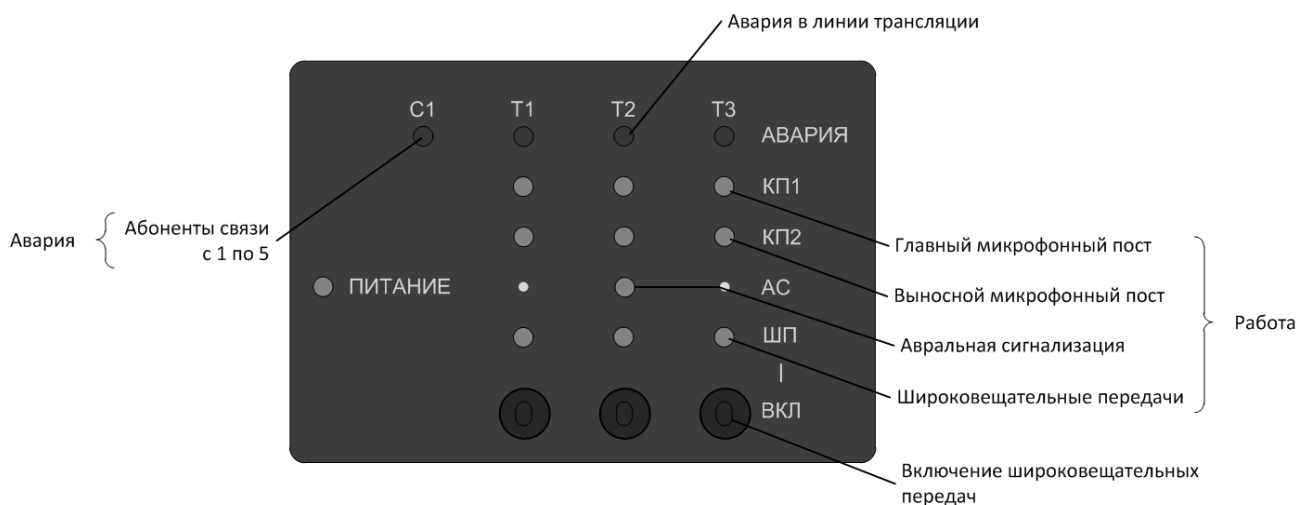 Авария в линии трансляции
С1 Т1 Т2 Т3
АВАРИЯ
КП1
Авария
Абоненты связи
с 1 по 5
КП2
Главный микрофонный пост
ПИТАНИЕ
АС
Выносной микрофонный пост
Работа
ШП
Авральная сигнализация
|
Широковещательные передачи
ВКЛ
Включение широковещательных
передач